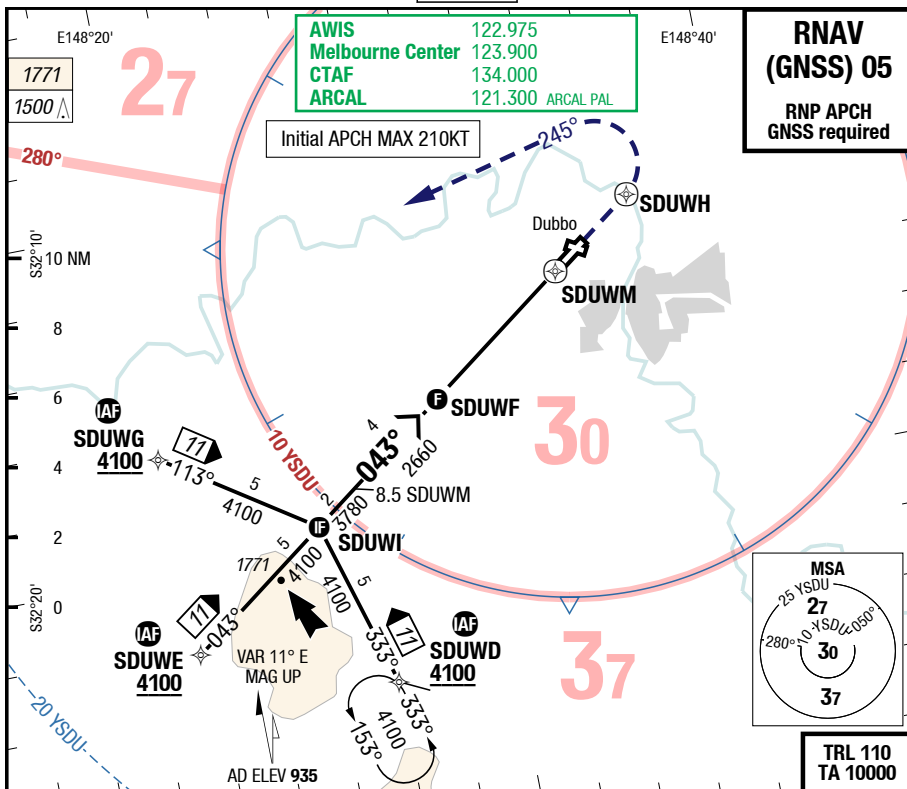 E148°20'
AWIS 122.975
Melbourne Center 123.900
CTAF 134.000
ARCAL 121.300 ARCAL PAL
E148°40'
RNAV
(GNSS) 05
RNP APCH
GNSS required
1771
1500
27
Initial APCH MAX 210KT
280°
245°
SDUWH
Dubbo
SDUWM
S32°10'
10 NM
8
6
4
2
0
S32°20'
SDUWF
F
30
10 YSDU
4
043°
2660
IAF
SDUWG
4100
11
113°
5
4100
2
3780
8.5 SDUWM
IF
SDUWI
1771
5
4100
5
4100
11
043°
IAF
SDUWE
4100
VAR 11° E
MAG UP
11
333°
IAF
SDUWD
4100
333°
4100
153°
37
20 YSDU
AD ELEV 935
MSA
25 YSDU
27
10 YSDU
280°
050°
30
37
TRL 110
TA 10000